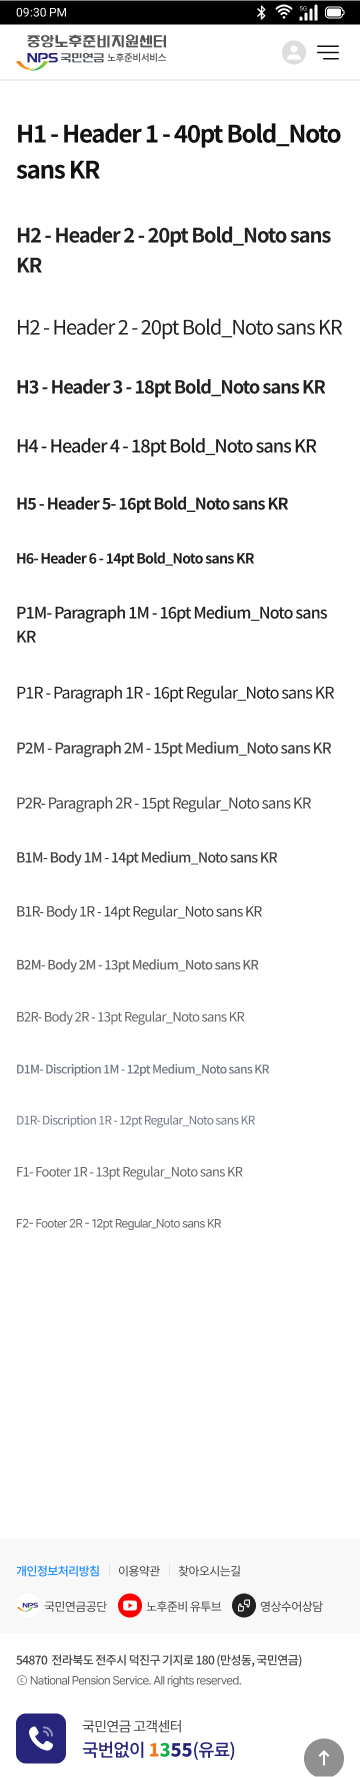 09:30 PM
5G
중앙노후준비지원센터
NPS 국민연금 노후준비서비스
H1 - Header 1 - 40pt Bold_Noto
sans KR
H2 - Header 2 - 20pt Bold_Noto sans
KR
H2 - Header 2 - 20pt Bold_Noto sans KR
H3 - Header 3 - 18pt Bold_Noto sans KR
H4 - Header 4 - 18pt Bold_Noto sans KR
H5 - Header 5- 16pt Bold_Noto sans KR
H6- Header 6 - 14pt Bold_Noto sans KR
P1M- Paragraph 1M - 16pt Medium_Noto sans
KR
P1R - Paragraph 1R - 16pt Regular_Noto sans KR
P2M - Paragraph 2M - 15pt Medium_Noto sans KR
P2R- Paragraph 2R - 15pt Regular_Noto sans KR
B1M- Body 1M - 14pt Medium_Noto sans KR
B1R- Body 1R - 14pt Regular_Noto sans KR
B2M- Body 2M - 13pt Medium_Noto sans KR
B2R- Body 2R - 13pt Regular_Noto sans KR
D1M- Discription 1M - 12pt Medium_Noto sans KR
D1R- Discription 1R - 12pt Regular_Noto sans KR
F1- Footer 1R - 13pt Regular_Noto sans KR
F2- Footer 2R - 12pt Regular_Noto sans KR
개인정보처리방침 이용약관 찾아오시는길
NPS 국민연금공단 노후준비 유투브 영상수어상담
54870 전라북도 전주시 덕진구 기지로 180 (만성동, 국민연금)
ⓒ National Pension Service. All rights reserved.
국민연금 고객센터
국번없이 1355(유료)